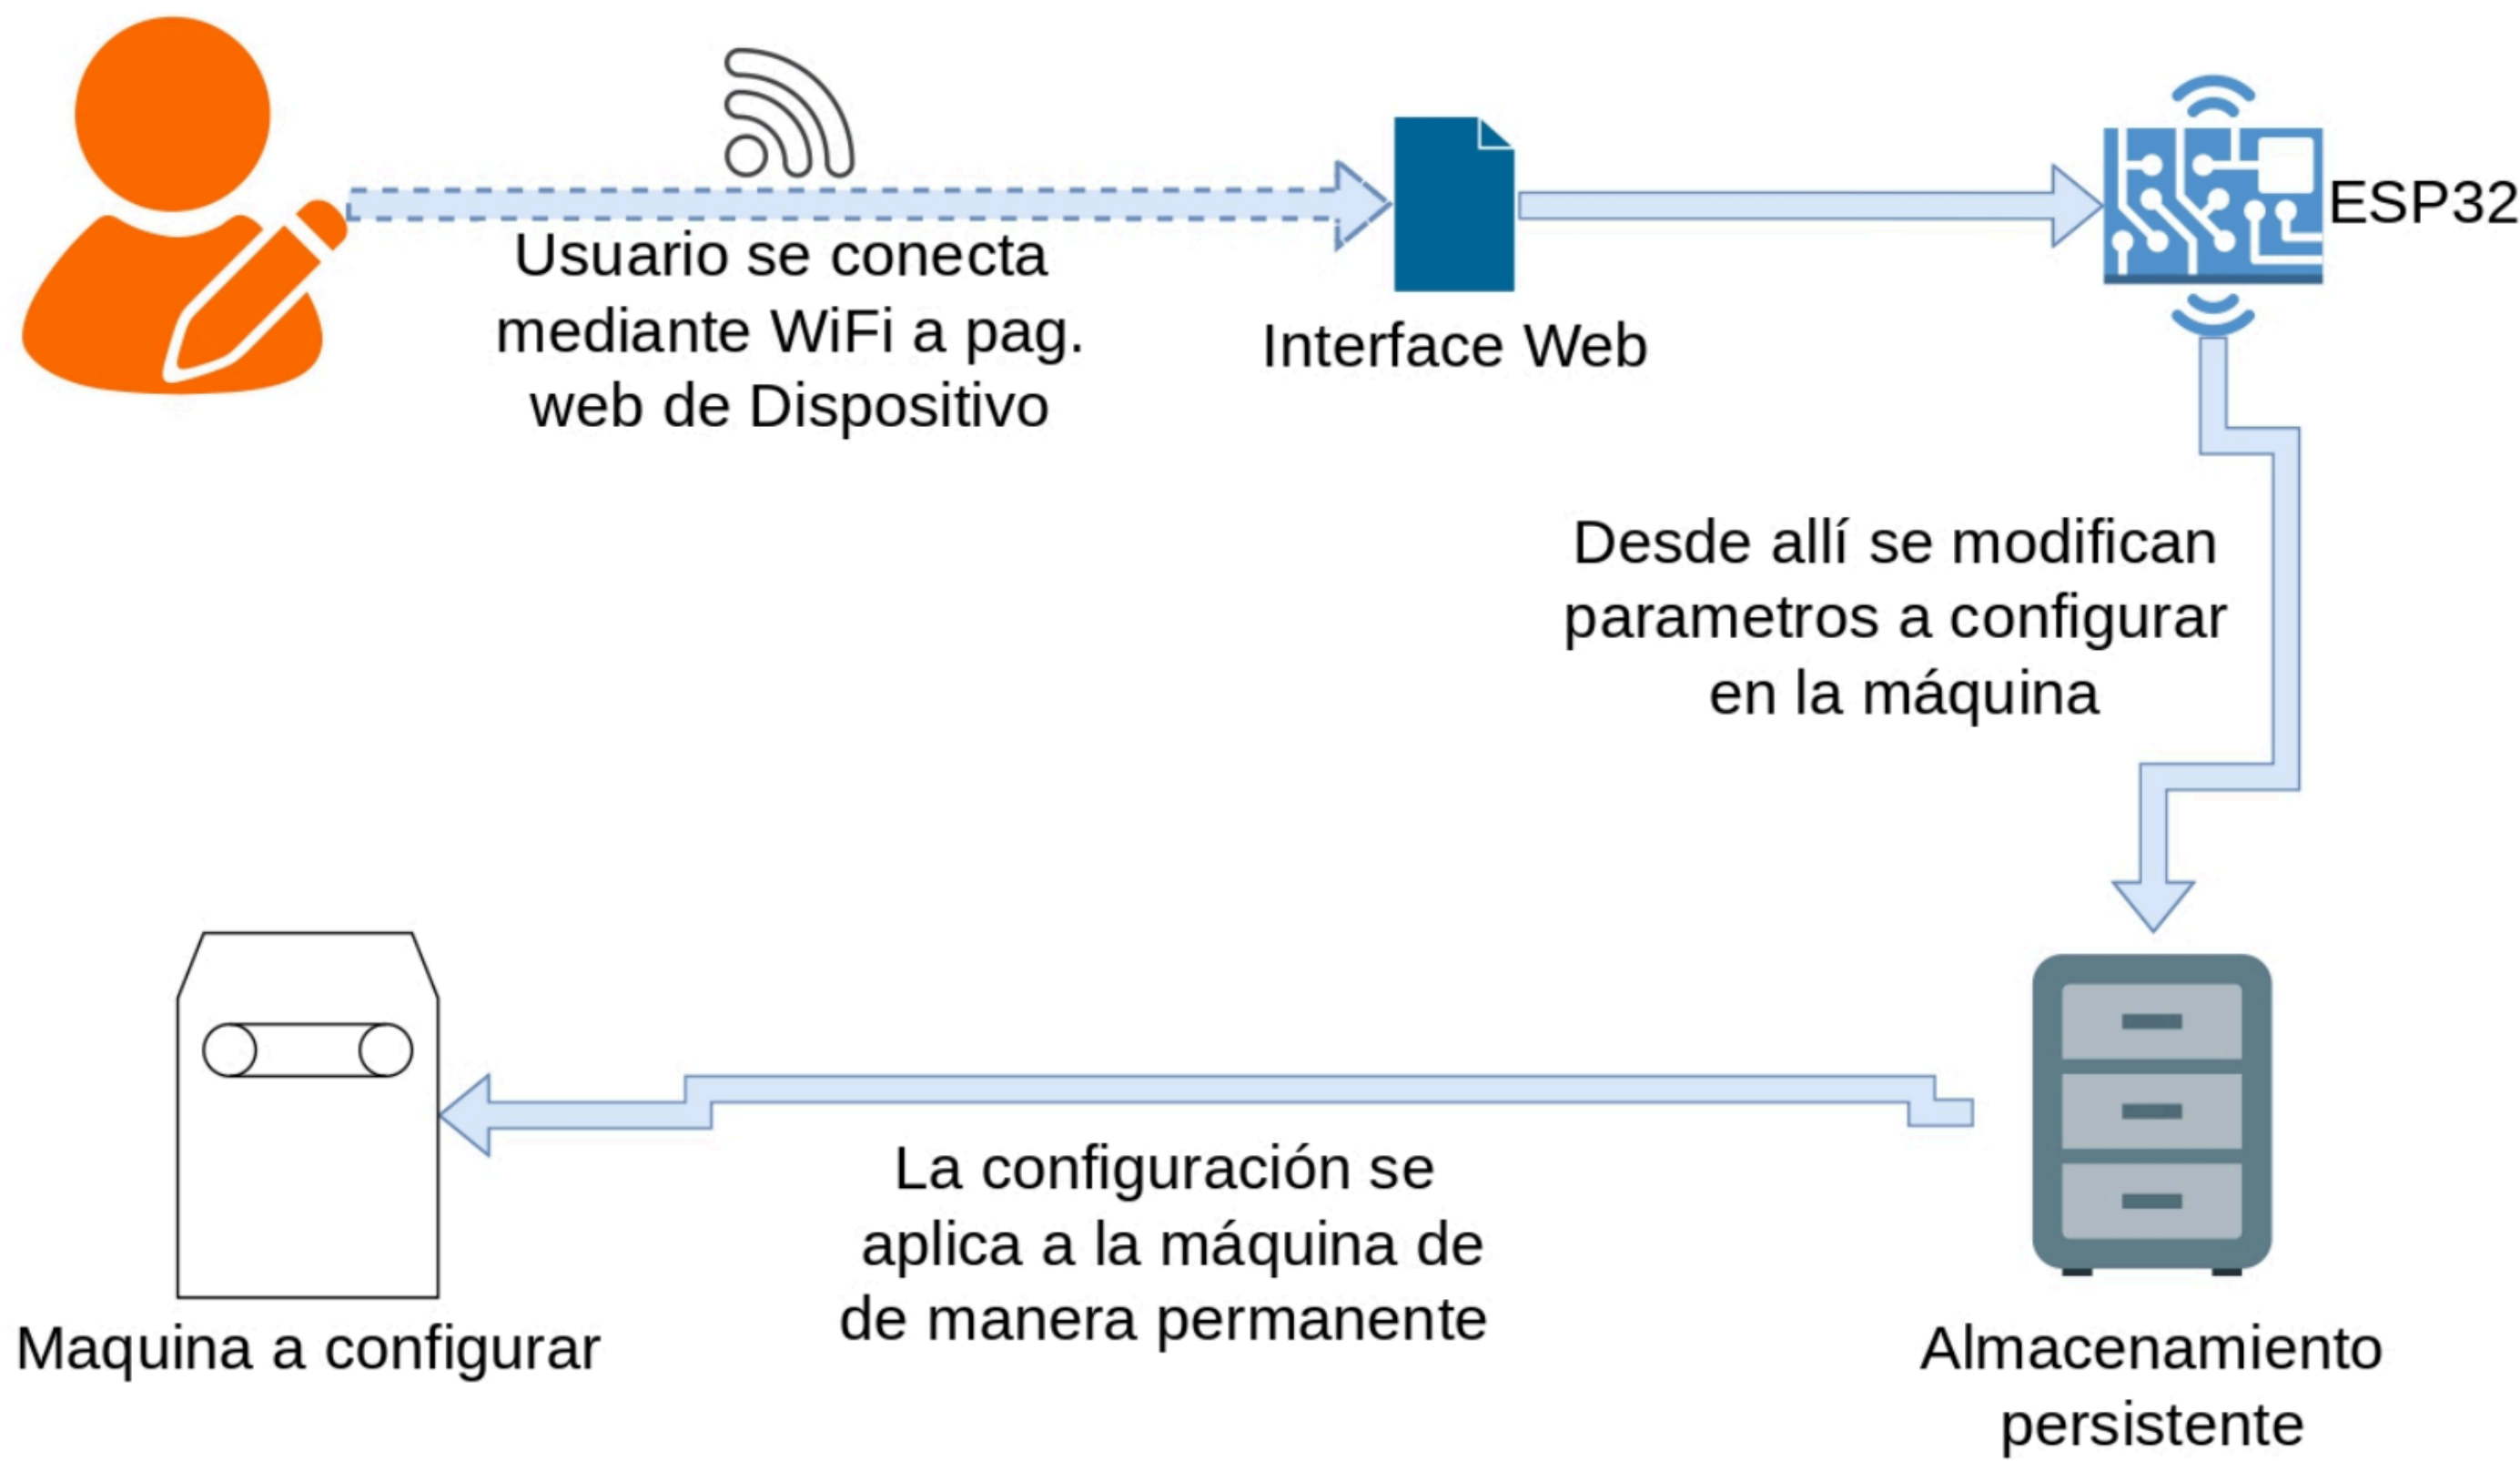 Usuario se conecta
mediante WiFi a pag.
web de Dispositivo
Interface Web
ESP32
Desde allí se modifican
parametros a configurar
en la máquina
La configuración se
aplica a la máquina de
de manera permanente
Maquina a configurar
Almacenamiento
persistente